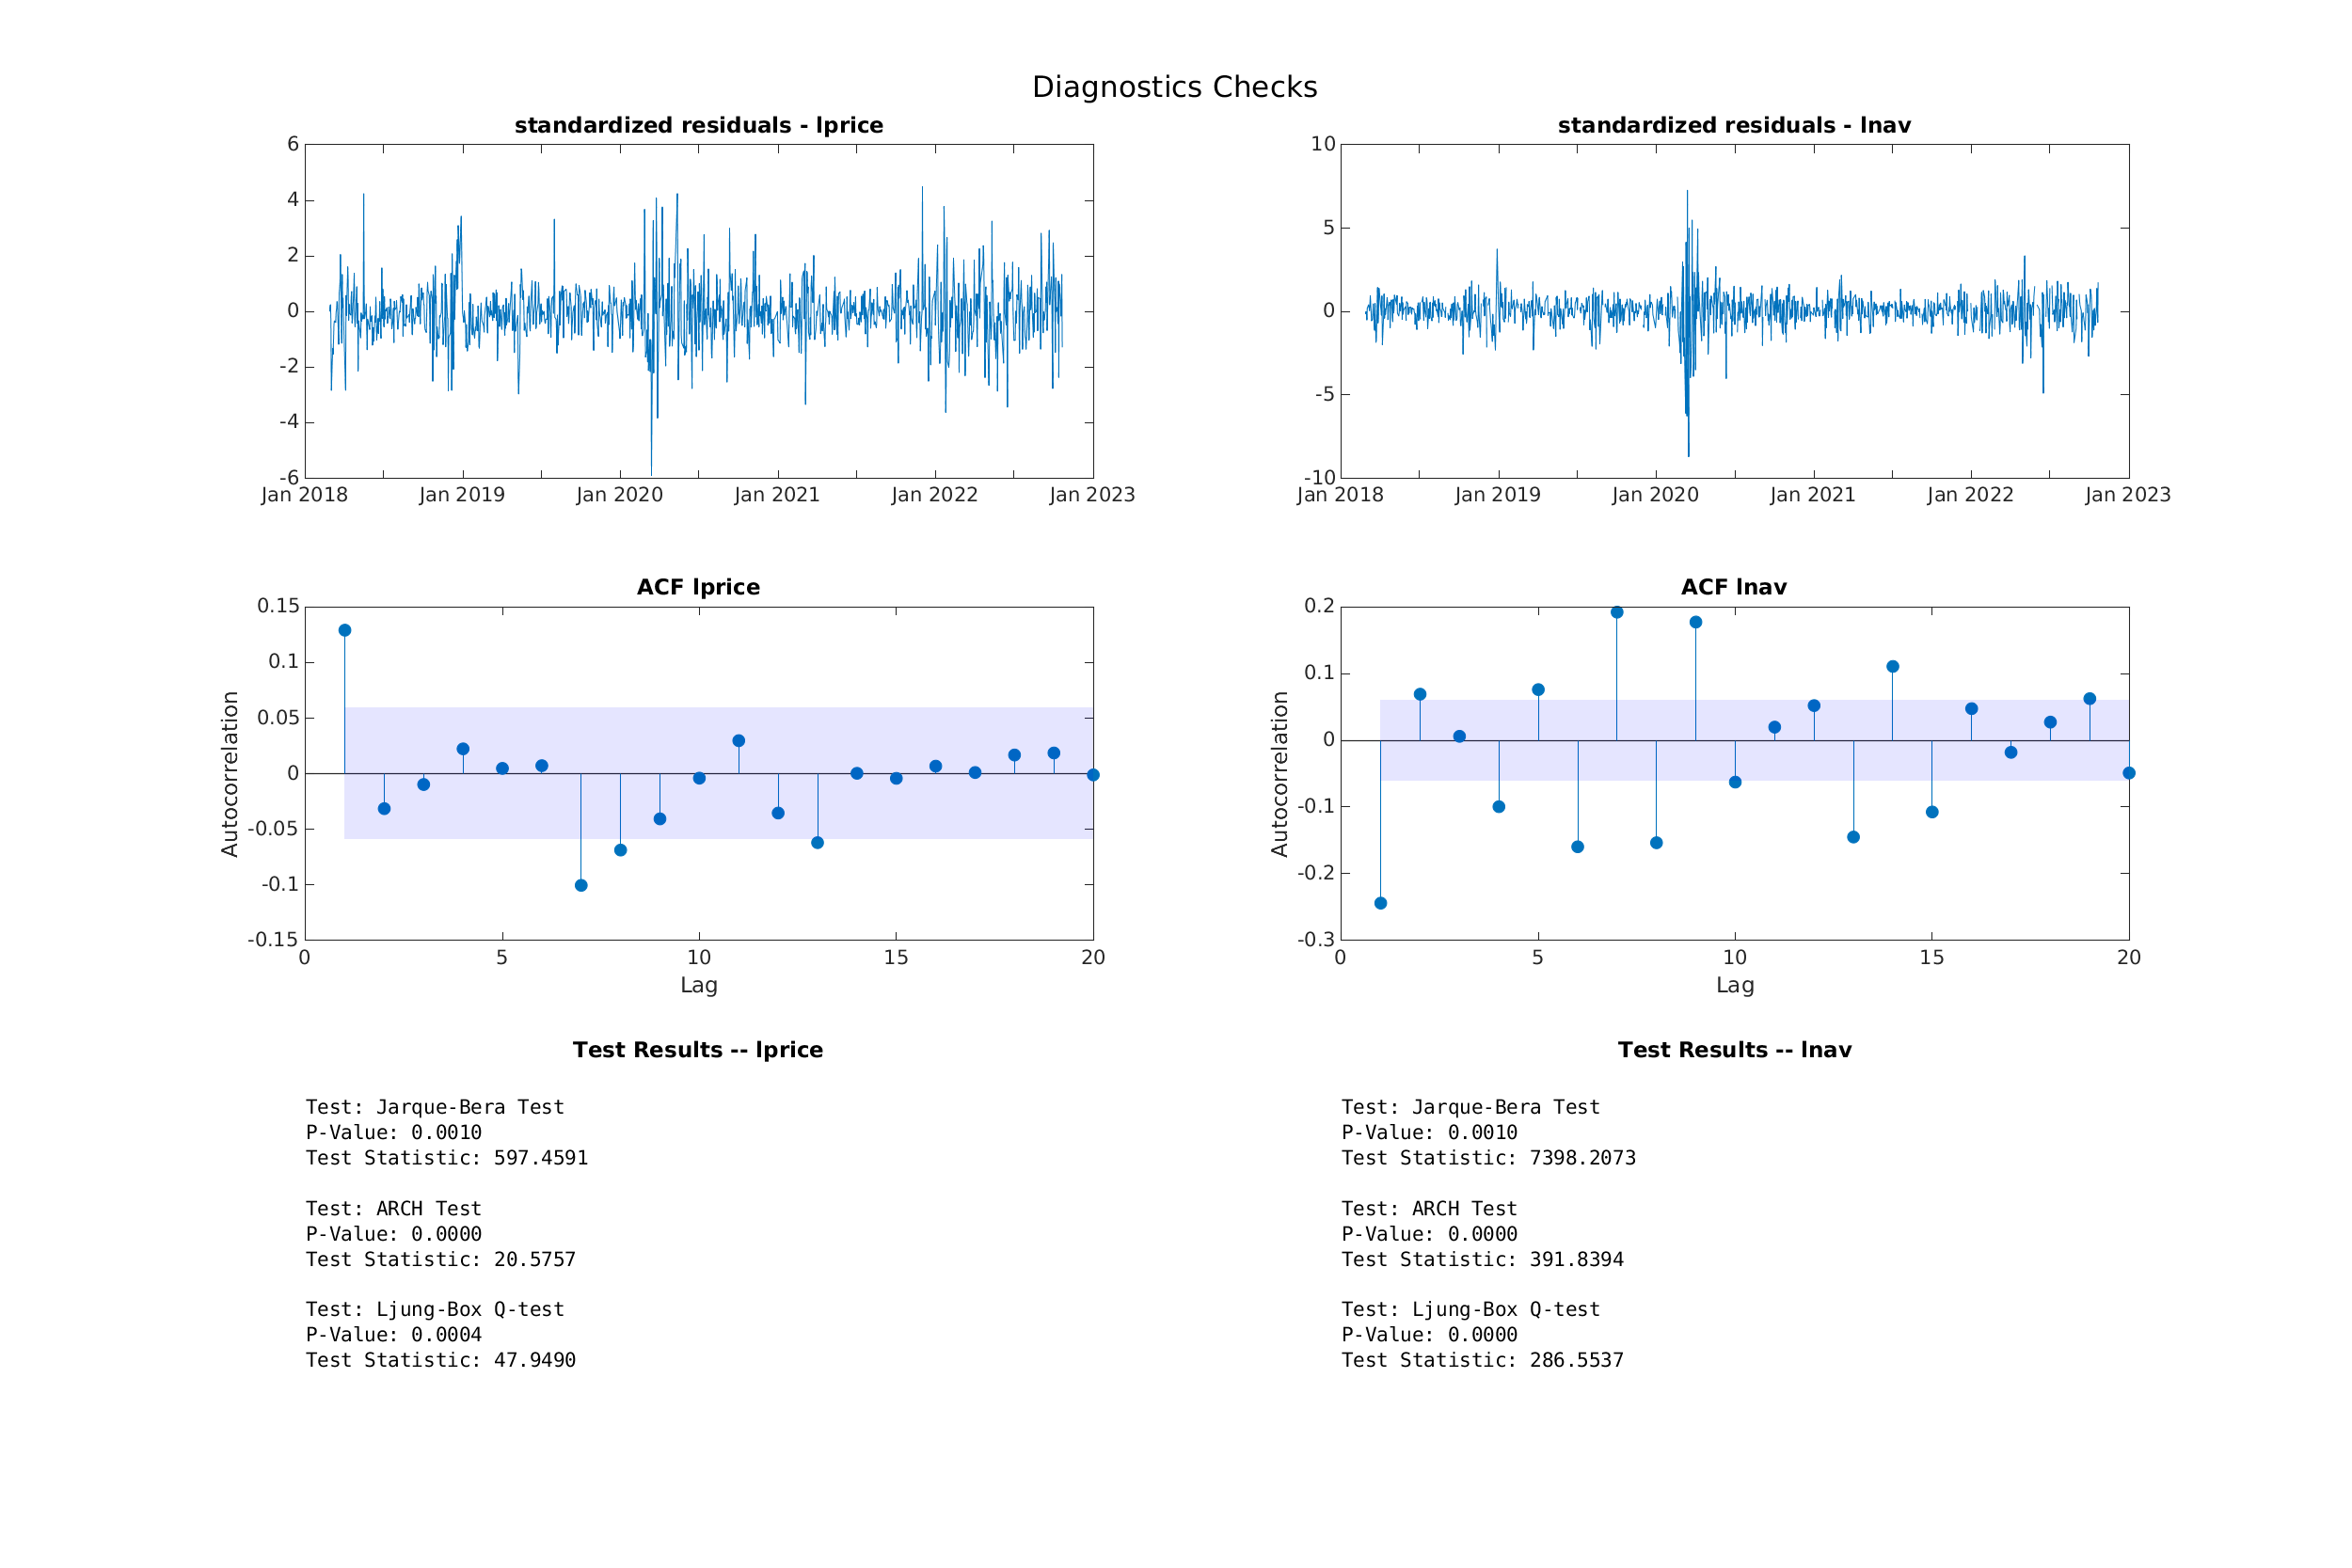 Diagnostics Checks
standardized residuals - lprice
6
4
2
0
-2
-4
-6
Jan 2018 Jan 2019 Jan 2020 Jan 2021 Jan 2022 Jan 2023
standardized residuals - lnav
10
5
0
-5
-10
Jan 2018 Jan 2019 Jan 2020 Jan 2021 Jan 2022 Jan 2023
ACF lprice
Autocorrelation
0.15
0.1
0.05
0
-0.05
-0.1
-0.15
0 5 10 15 20
Lag
ACF lnav
Autocorrelation
0.2
0.1
0
-0.1
-0.2
-0.3
0 5 10 15 20
Lag
Test Results -- lprice
Test: Jarque-Bera Test
P-Value: 0.0010
Test Statistic: 597.4591
Test: ARCH Test
P-Value: 0.0000
Test Statistic: 20.5757
Test: Ljung-Box Q-test
P-Value: 0.0004
Test Statistic: 47.9490
Test Results -- lnav
Test: Jarque-Bera Test
P-Value: 0.0010
Test Statistic: 7398.2073
Test: ARCH Test
P-Value: 0.0000
Test Statistic: 391.8394
Test: Ljung-Box Q-test
P-Value: 0.0000
Test Statistic: 286.5537